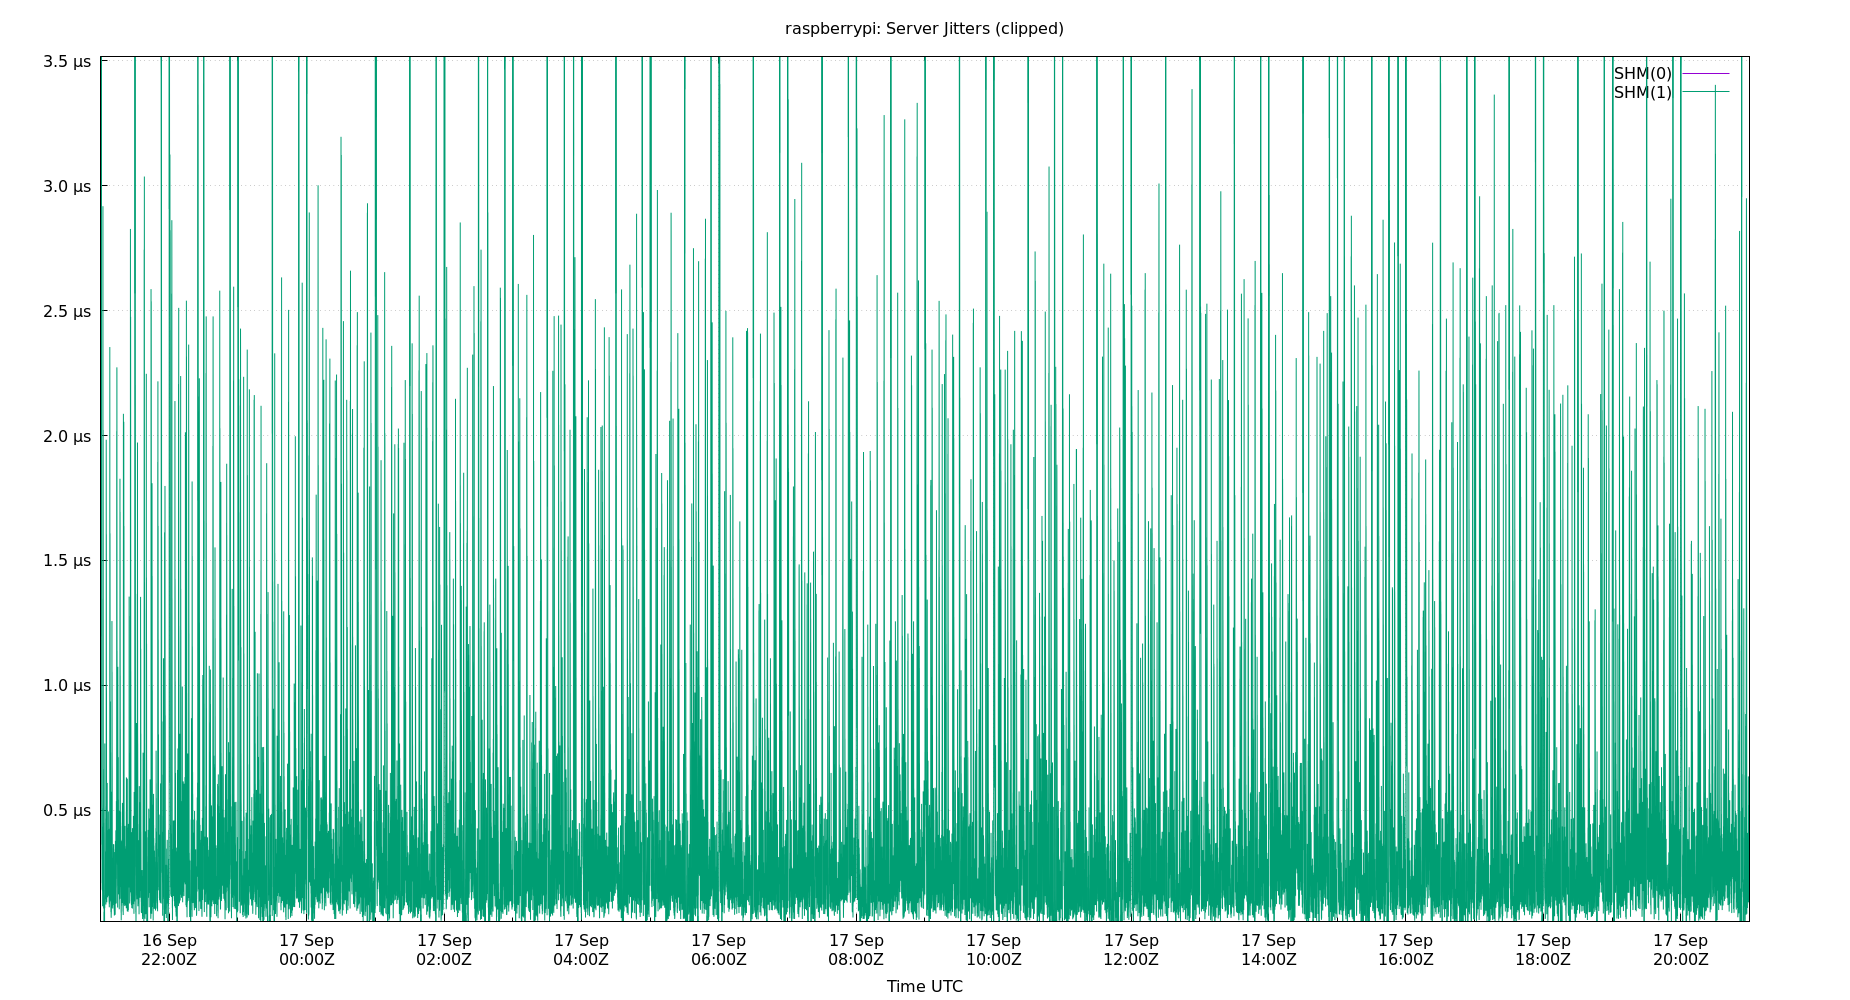 raspberrypi: Server Jitters (clipped)
3.5 µs
3.0 µs
2.5 µs
2.0 µs
1.5 µs
1.0 µs
0.5 µs
SHM(0)
SHM(1)
16 Sep 17 Sep 17 Sep 17 Sep 17 Sep 17 Sep 17 Sep 17 Sep 17 Sep 17 Sep 17 Sep 17 Sep
22:00Z 00:00Z 02:00Z 04:00Z 06:00Z 08:00Z 10:00Z 12:00Z 14:00Z 16:00Z 18:00Z 20:00Z
Time UTC